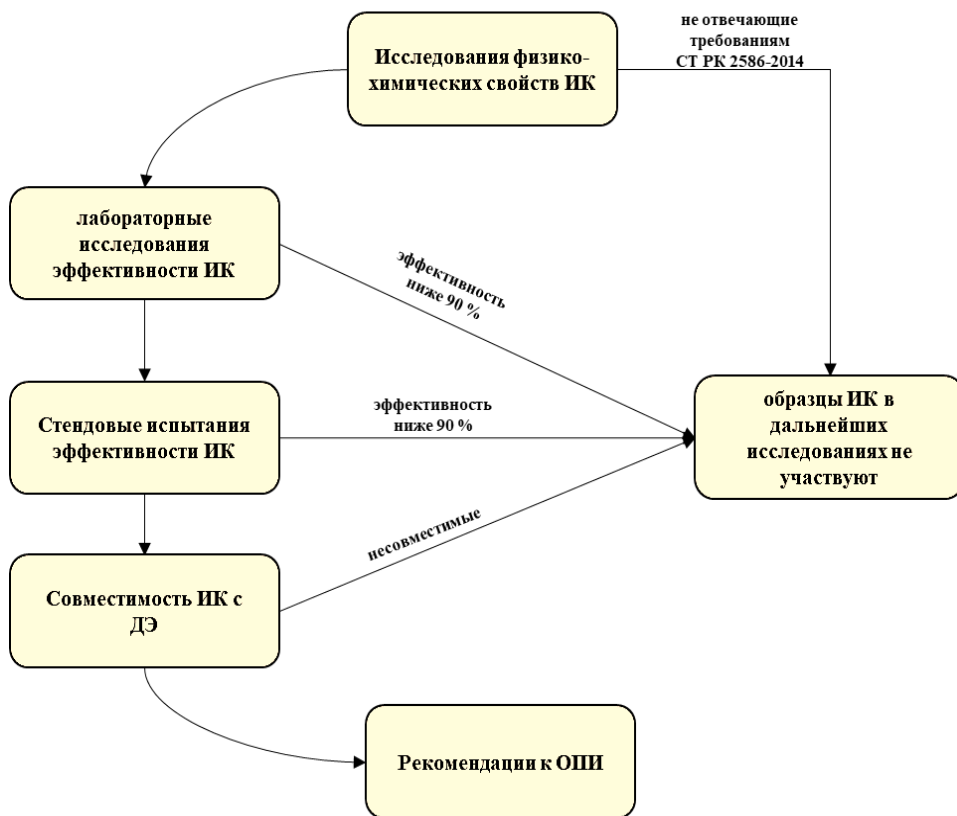 не отвечающие
требованиям
СТ РК 2586-2014
Исследования физико-
химических свойств ИК
лабораторные
исследования
эффективности ИК
эффективность
ниже 90 %
Стендовые испытания
эффективности ИК
эффективность
ниже 90 %
образцы ИК в
дальнейших
исследованиях не
участвуют
несовместимые
Совместимость ИК с
ДЭ
Рекомендации к ОПИ